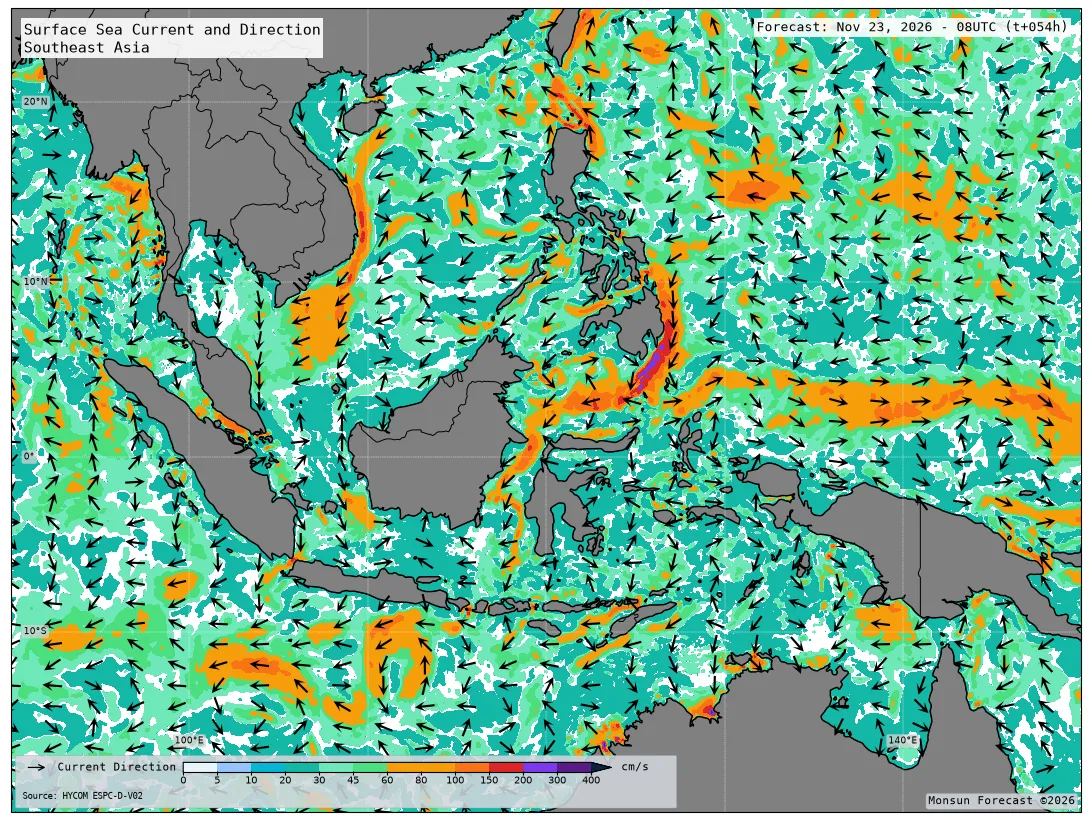 Surface Sea Current and Direction
Southeast Asia
Forecast: Nov 23, 2026 - 08UTC (t+054h)
20°N
10°N
0°
10°S
100°E
140°E
Current Direction
0 5 10 20 30 45 60 80 100 150 200 300 400
cm/s
Source: HYCOM ESPC-D-V02
Monsun Forecast ©2026